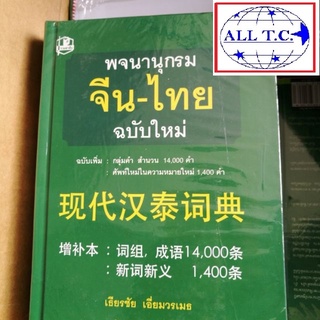 ALL T.C.
พจนานุกรม
จีน-ไทย
ฉบับใหม่
ฉบับเพิ่ม : กลุ่มคำ สำนวน 14,000 คำ
: ศัพท์ใหม่ในความหมายใหม่ 1,400 คำ
现代汉泰词典
增补本 : 词组, 成语14,000条
: 新词新义 1,400条
เธียรชัย เอี่ยมวรเมธ